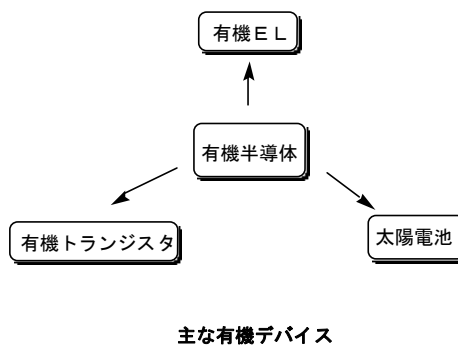 有機ＥＬ
有機半導体
有機トランジスタ
太陽電池
主な有機デバイス